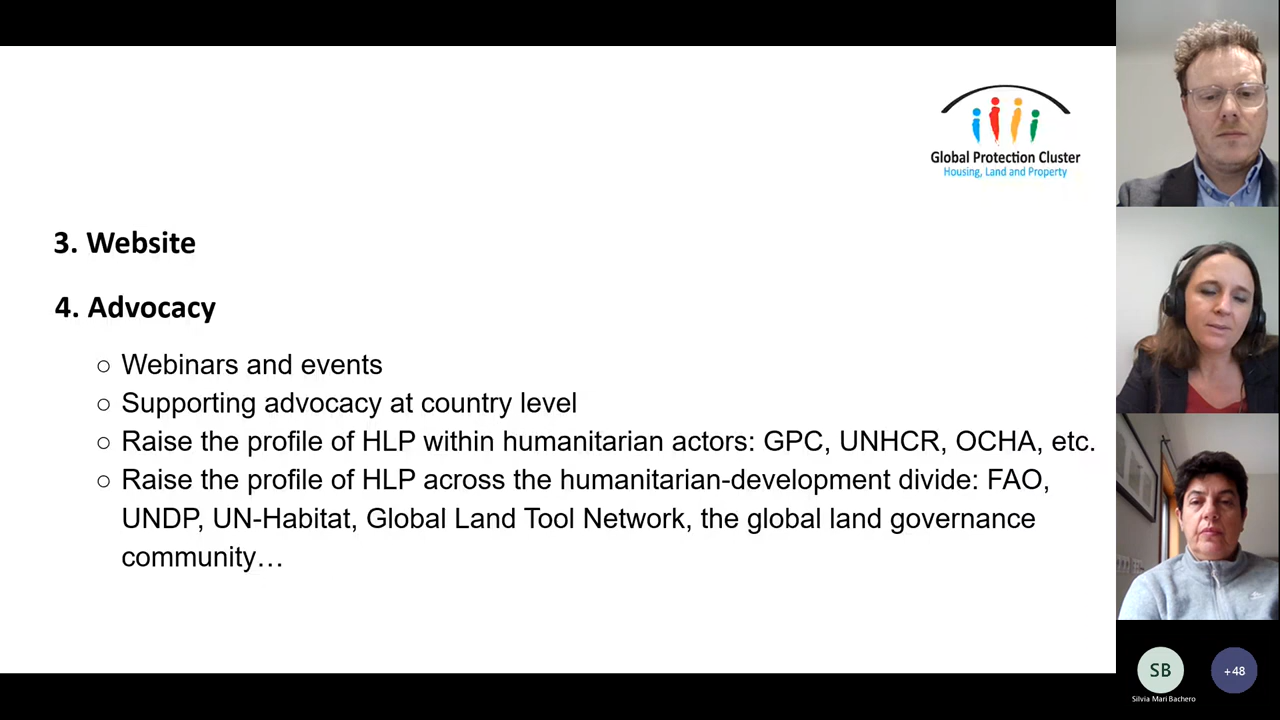 Global Protection Cluster
Housing, Land and Property
3. Website
4. Advocacy
○ Webinars and events
○ Supporting advocacy at country level
○ Raise the profile of HLP within humanitarian actors: GPC, UNHCR, OCHA, etc.
○ Raise the profile of HLP across the humanitarian-development divide: FAO,
UNDP, UN-Habitat, Global Land Tool Network, the global land governance
community…
SB
+48
Silvia Mari Bachero